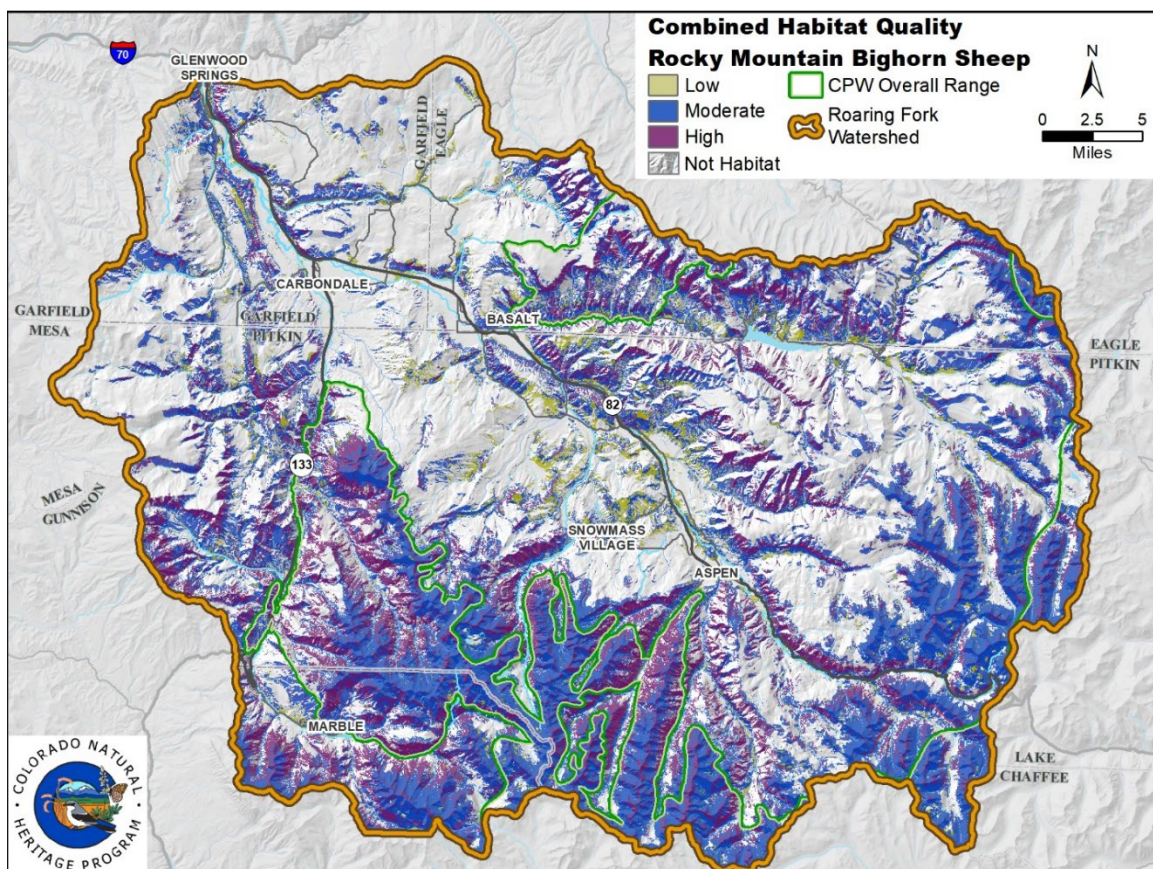 Combined Habitat Quality
Rocky Mountain Bighorn Sheep
Low
Moderate
High
Not Habitat
CPW Overall Range
Roaring Fork
Watershed
N
0 2.5 5
Miles
70
GLENWOOD
SPRINGS
GARFIELD
EAGLE
CARBONDALE
GARFIELD
MESA
GARFIELD
PITKIN
BASALT
EAGLE
PITKIN
82
133
MESA
GUNNISON
SNOWMASS
VILLAGE
ASPEN
MARBLE
LAKE
CHAFFEE
COLORADO NATURAL
HERITAGE PROGRAM